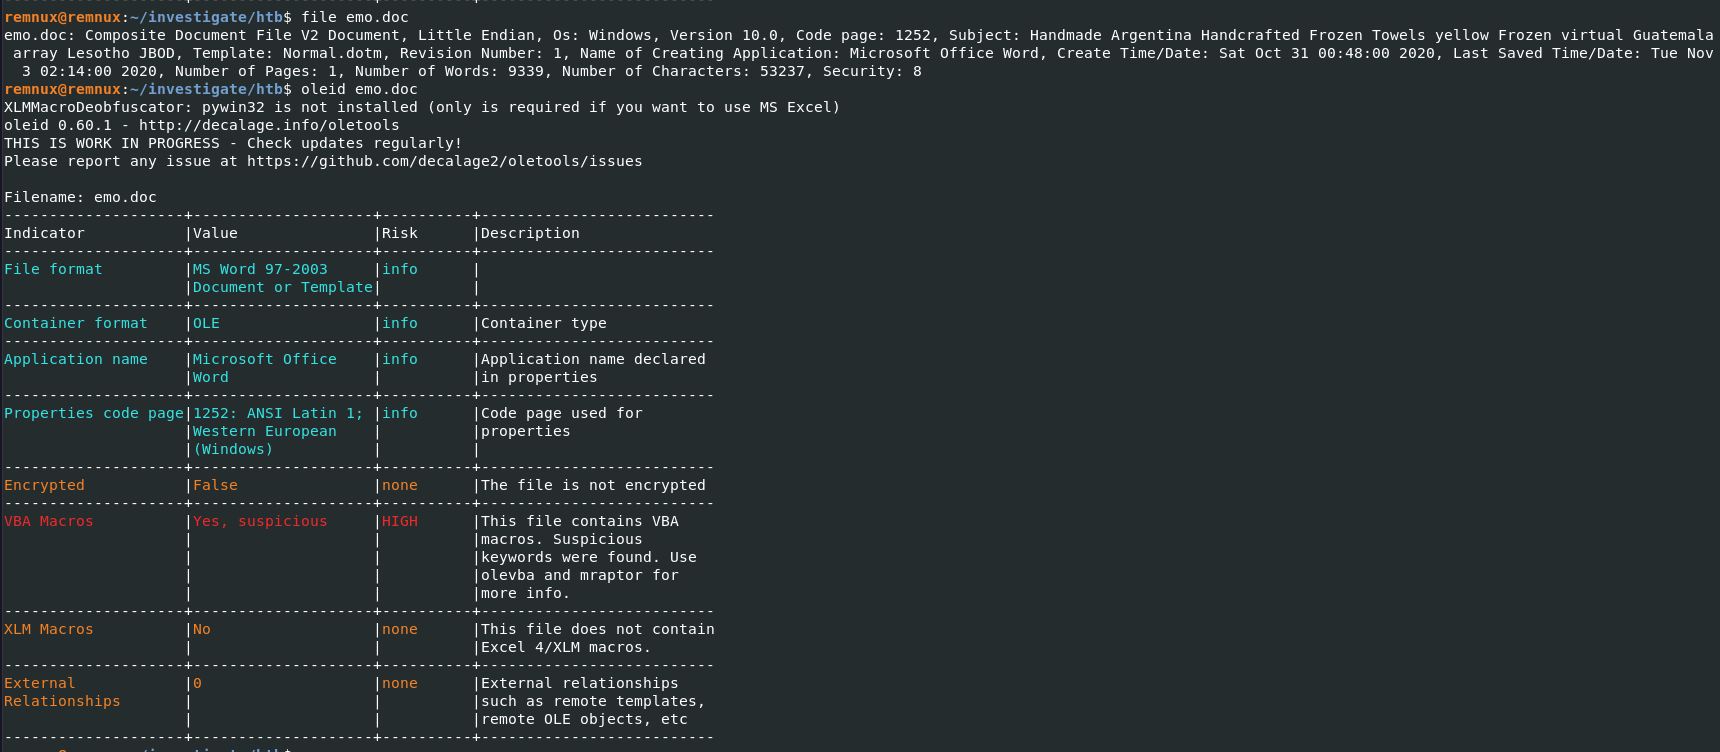 remnux@remnux:~/investigate/htb$ file emo.doc
emo.doc: Composite Document File V2 Document, Little Endian, Os: Windows, Version 10.0, Code page: 1252, Subject: Handmade Argentina Handcrafted Frozen Towels yellow Frozen virtual Guatemala
 array Lesotho JBOD, Template: Normal.dotm, Revision Number: 1, Name of Creating Application: Microsoft Office Word, Create Time/Date: Sat Oct 31 00:48:00 2020, Last Saved Time/Date: Tue Nov
  3 02:14:00 2020, Number of Pages: 1, Number of Words: 9339, Number of Characters: 53237, Security: 8
remnux@remnux:~/investigate/htb$ oleid emo.doc
XLMMacroDeobfuscator: pywin32 is not installed (only is required if you want to use MS Excel)
oleid 0.60.1 - http://decalage.info/oletools
THIS IS WORK IN PROGRESS - Check updates regularly!
Please report any issue at https://github.com/decalage2/oletools/issues

Filename: emo.doc
--------------------+--------------------+----------+--------------------------
Indicator           |Value               |Risk      |Description
--------------------+--------------------+----------+--------------------------
File format         |MS Word 97-2003     |info      |
                    |Document or Template|          |
--------------------+--------------------+----------+--------------------------
Container format    |OLE                 |info      |Container type
--------------------+--------------------+----------+--------------------------
Application name    |Microsoft Office    |info      |Application name declared
                    |Word                |          |in properties
--------------------+--------------------+----------+--------------------------
Properties code page|1252: ANSI Latin 1; |info      |Code page used for
                    |Western European    |          |properties
                    |(Windows)           |          |
--------------------+--------------------+----------+--------------------------
Encrypted           |False               |none      |The file is not encrypted
--------------------+--------------------+----------+--------------------------
VBA Macros          |Yes, suspicious     |HIGH      |This file contains VBA
                    |                    |          |macros. Suspicious
                    |                    |          |keywords were found. Use
                    |                    |          |olevba and mraptor for
                    |                    |          |more info.
--------------------+--------------------+----------+--------------------------
XLM Macros          |No                  |none      |This file does not contain
                    |                    |          |Excel 4/XLM macros.
--------------------+--------------------+----------+--------------------------
External            |0                   |none      |External relationships
Relationships       |                    |          |such as remote templates,
                    |                    |          |remote OLE objects, etc
--------------------+--------------------+----------+--------------------------